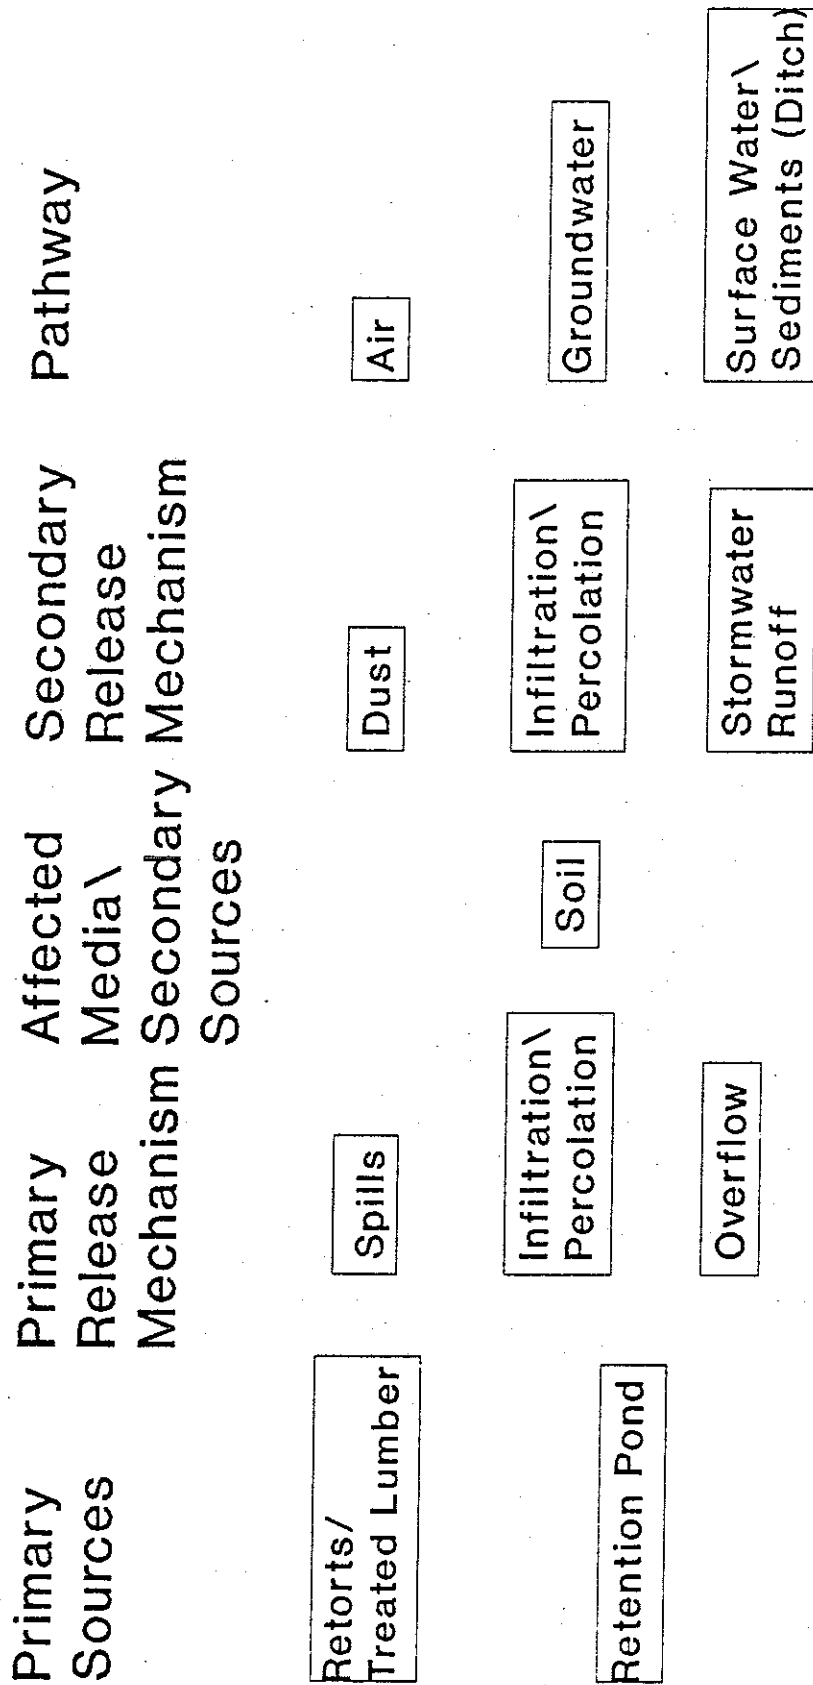 Primary
Sources
Primary
Release
Mechanism
Affected
Media\
Secondary
Sources
Secondary
Release
Mechanism
Pathway
Retorts/
Treated Lumber
Spills
Dust
Air
Retention Pond
Infiltration\
Percolation
Soil
Infiltration\
Percolation
Groundwater
Overflow
Stormwater
Runoff
Surface Water\
Sediments (Ditch)